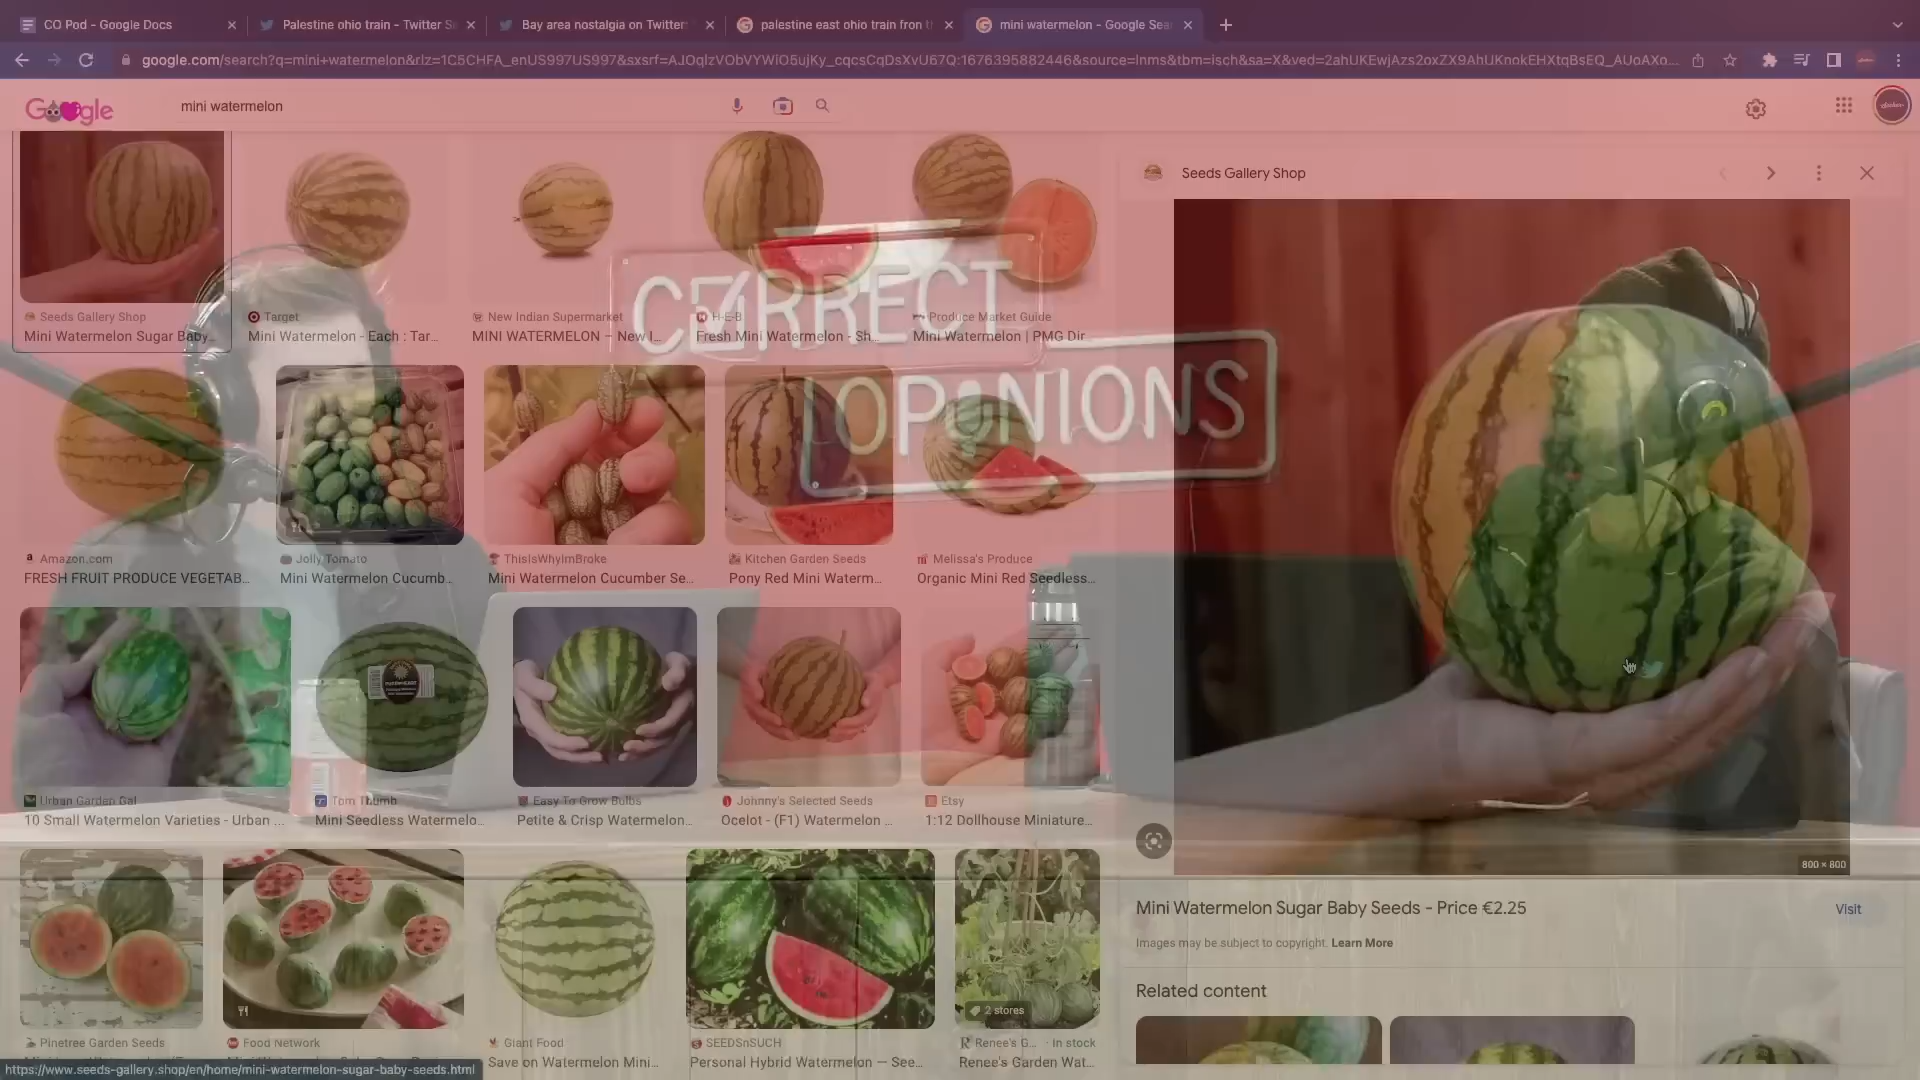 CO Pod - Google Docs
Palestine ohio train - Twitter Se
Bay area nostalgia on Twitter
palestine east ohio train fron t
mini watermelon - Google Sea
google.com/search?q=mini+watermelon&rlz=1C5CHFA_enUS997US997&sxsrf=AJOqlzVObVYWlO5ujKy_cqcsCqDsXvU67Q:1676395882446&source=lnms&tbm=isch&sa=X&ved=2ahUKEwjAzs2oxZX9AhUKnokEHXtqBsEQ_AUoAXo...
Google
mini watermelon
Seeds Gallery Shop
CORRECT
OPINIONS
Seeds Gallery Shop
Mini Watermelon Sugar Baby...
Target
Mini Watermelon - Each : Tar...
New Indian Supermarket
MINI WATERMELON – New I...
H-E-B
Fresh Mini Watermelon - Sh...
Produce Market Guide
Mini Watermelon | PMG Dir...
Amazon.com
FRESH FRUIT PRODUCE VEGETAB...
Jolly Tomato
Mini Watermelon Cucumb...
ThisIsWhyImBroke
Mini Watermelon Cucumber Se...
Kitchen Garden Seeds
Pony Red Mini Waterm...
Melissa's Produce
Organic Mini Red Seedless...
Urban Garden Gal
10 Small Watermelon Varieties - Urban ...
Tom Thumb
Mini Seedless Watermelo...
Easy To Grow Bulbs
Petite & Crisp Watermelon...
Johnny's Selected Seeds
Ocelot - (F1) Watermelon ...
Etsy
1:12 Dollhouse Miniature...
800 × 800
Mini Watermelon Sugar Baby Seeds - Price €2.25
Visit
Images may be subject to copyright. Learn More
Related content
2 stores
Pinetree Garden Seeds
Food Network
Giant Food
Save on Watermelon Mini...
SEEDSnSUCH
Personal Hybrid Watermelon — See...
Renee's G... · In stock
Renee's Garden Wat...
https://www.seeds-gallery.shop/en/home/mini-watermelon-sugar-baby-seeds.html